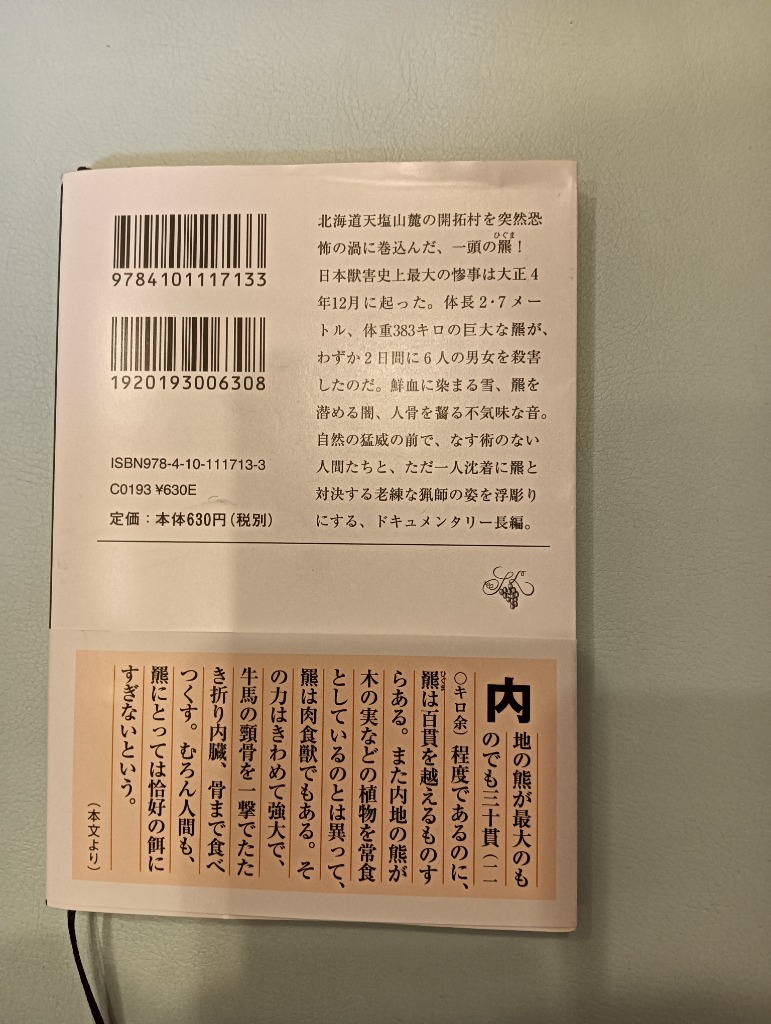 9784101117133
1920193006308
ISBN978-4-10-111713-3
C0193 ¥630E
定価：本体630円(税別)
北海道天塩山麓の開拓村を突然恐
怖の渦に巻込んだ、一頭の羆！
ひぐま
日本獣害史上最大の惨事は大正4
年12月に起った。体長2・7メー
トル、体重383キロの巨大な羆が、
わずか2日間に6人の男女を殺害
したのだ。鮮血に染まる雪、羆を
潜める闇、人骨を齧る不気味な音。
自然の猛威の前で、なす術のない
人間たちと、ただ一人沈着に羆と
対決する老練な猟師の姿を浮彫り
にする、ドキュメンタリー長編。
内地の熊が最大のも
のでも三十貫（一一
〇キロ余）程度であるのに、
羆は百貫を越えるものす
ひぐま
らある。また内地の熊が
木の実などの植物を常食
としているのとは異って、
羆は肉食獣でもある。そ
の力はきわめて強大で、
牛馬の頸骨を一撃でたた
き折り内臓、骨まで食べ
つくす。むろん人間も、
羆にとっては恰好の餌に
すぎないという。
（本文より）